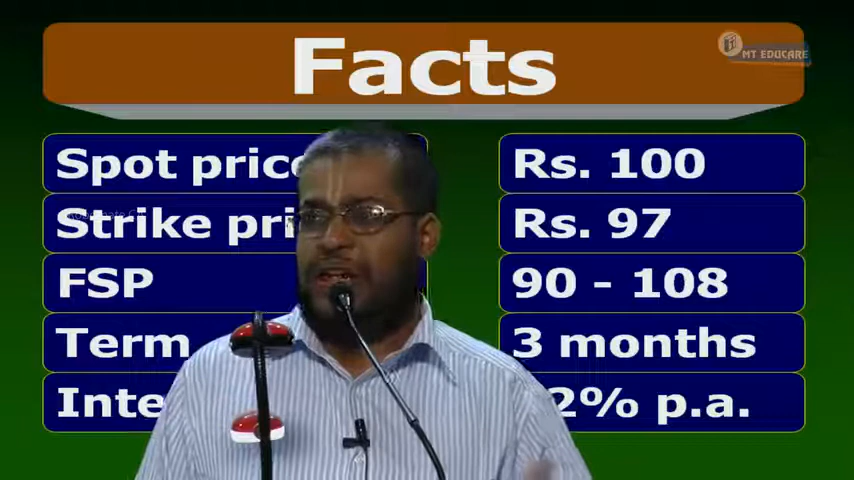 Facts
MT EDUCARE
Spot price Rs. 100
Strike pri Rs. 97
FSP 90 - 108
Term 3 months
Inte 2% p.a.